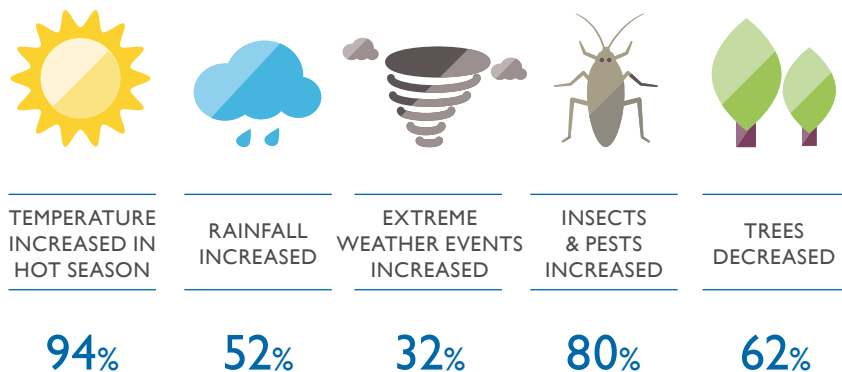 TEMPERATURE
INCREASED IN
HOT SEASON
94%
RAINFALL
INCREASED
52%
EXTREME
WEATHER EVENTS
INCREASED
32%
INSECTS
& PESTS
INCREASED
80%
TREES
DECREASED
62%